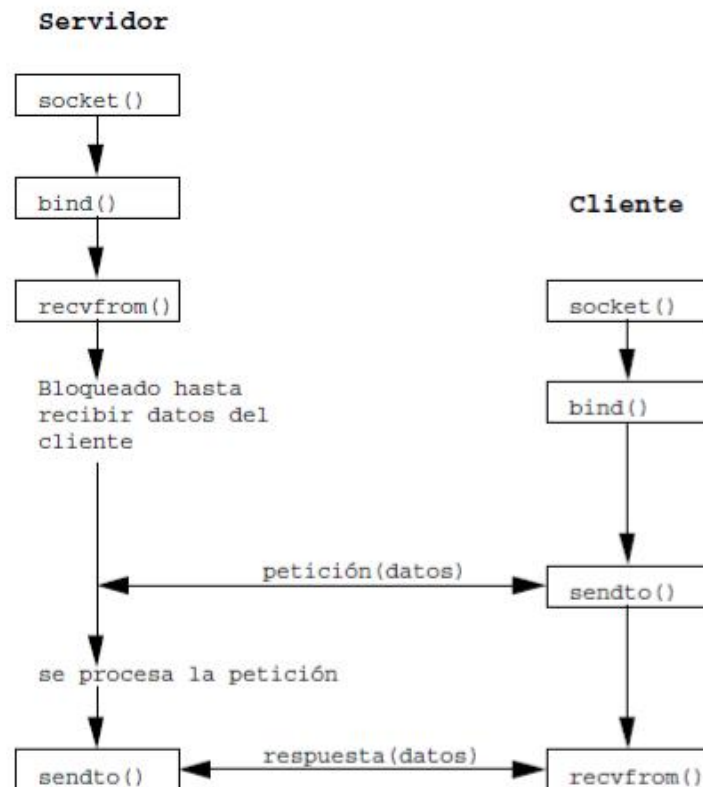 Servidor
socket()
bind()
Cliente
recvfrom()
socket()
Bloqueado hasta
recibir datos del
cliente
bind()
petición(datos)
sendto()
se procesa la petición
respuesta(datos)
sendto()
recvfrom()